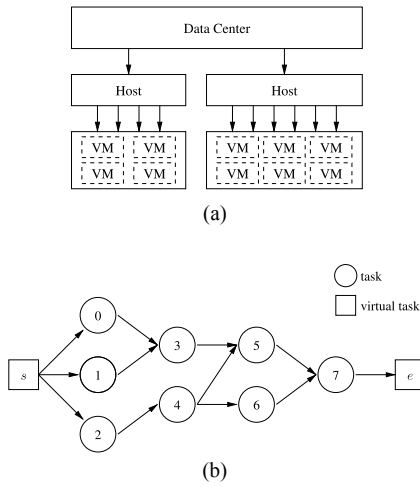 Data Center
Host Host
VM VM VM VM VM
VM VM VM VM VM
(a)
task
virtual task
0
3 5
s 1 7 e
4 6
2
(b)